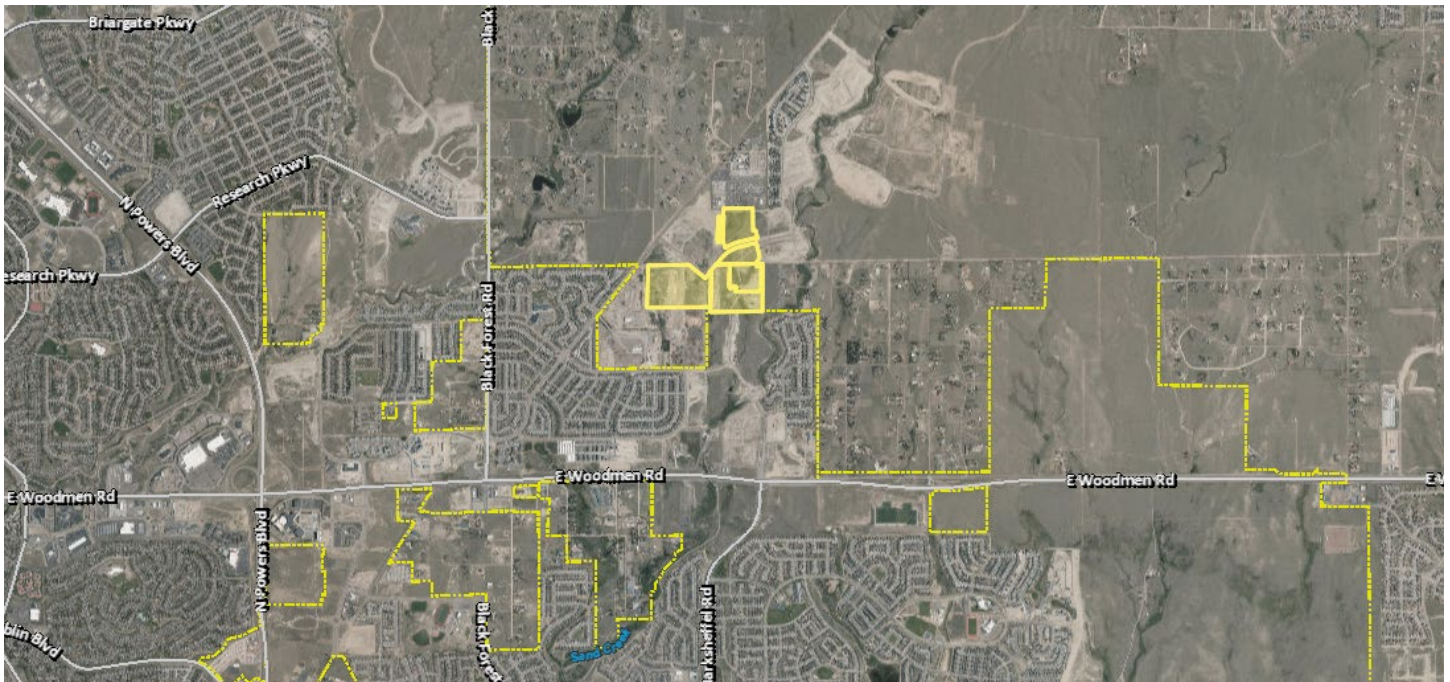 Briargate Pkwy
Black
Research Pkwy
N Powers Blvd
esearch Pkwy
Black Forest Rd
E Woodmen Rd
E Woodmen Rd
E Woodmen Rd
E W
N Powers Blvd
Black Forest
arksheffel Rd
Sand Creek
blin Blvd